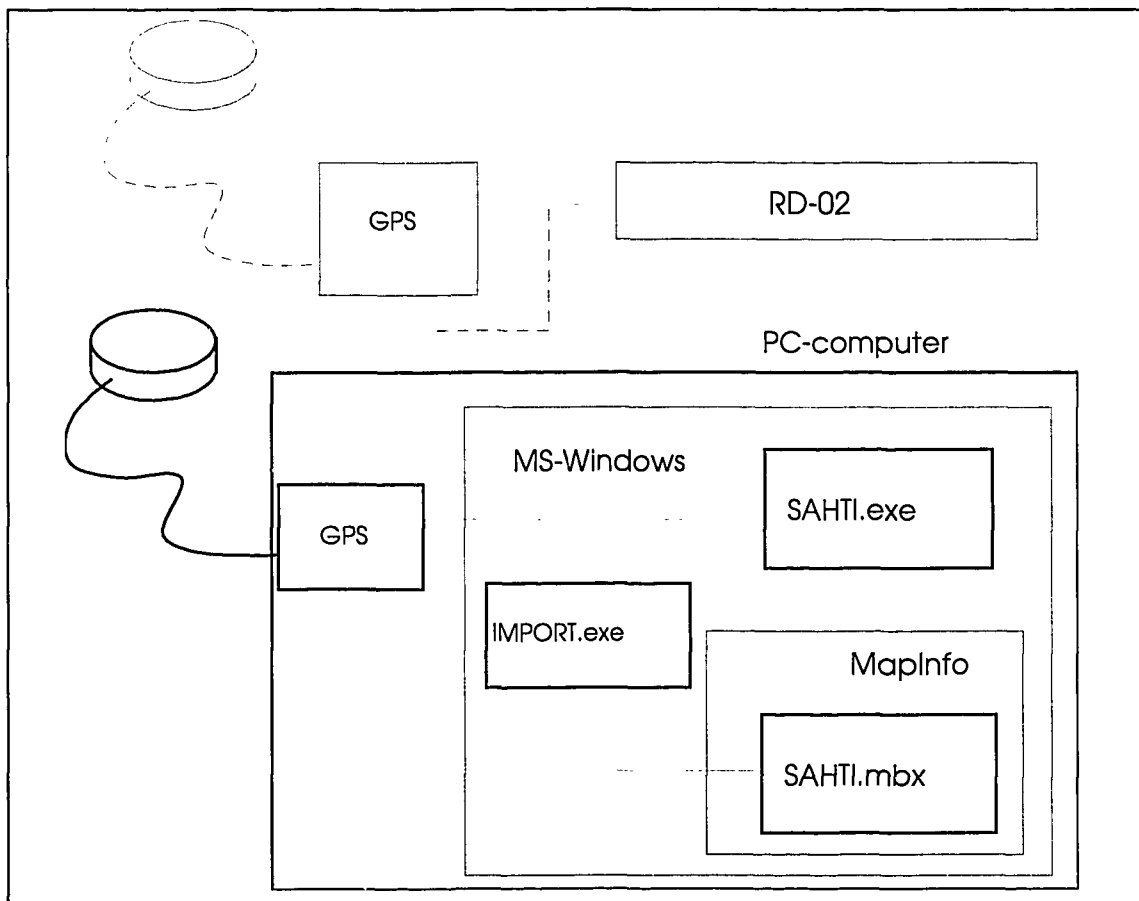 GPS
RD-02
PC-computer
MS-Windows
SAHTI.exe
GPS
IMPORT.exe
MapInfo
SAHTI.mbx